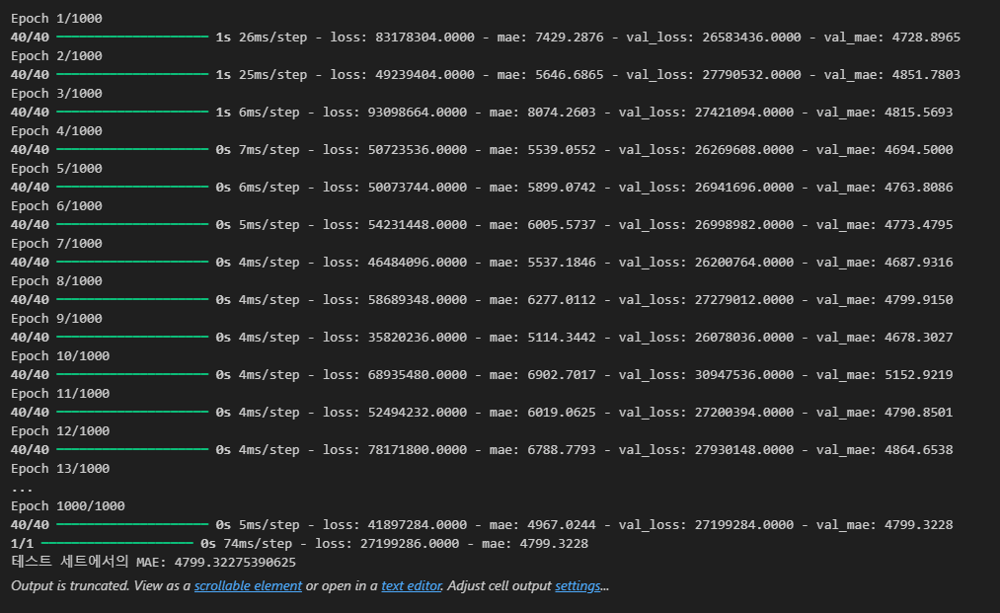 Epoch 1/1000
40/40 ━━━━━━━━━━━━━━━━━━━━ 1s 26ms/step - loss: 83178304.0000 - mae: 7429.2876 - val_loss: 26583436.0000 - val_mae: 4728.8965
Epoch 2/1000
40/40 ━━━━━━━━━━━━━━━━━━━━ 1s 25ms/step - loss: 49239404.0000 - mae: 5646.6865 - val_loss: 27790532.0000 - val_mae: 4851.7803
Epoch 3/1000
40/40 ━━━━━━━━━━━━━━━━━━━━ 1s 6ms/step - loss: 93098664.0000 - mae: 8074.2603 - val_loss: 27421094.0000 - val_mae: 4815.5693
Epoch 4/1000
40/40 ━━━━━━━━━━━━━━━━━━━━ 0s 7ms/step - loss: 50723536.0000 - mae: 5539.0552 - val_loss: 26269608.0000 - val_mae: 4694.5000
Epoch 5/1000
40/40 ━━━━━━━━━━━━━━━━━━━━ 0s 6ms/step - loss: 50073744.0000 - mae: 5899.0742 - val_loss: 26941696.0000 - val_mae: 4763.8086
Epoch 6/1000
40/40 ━━━━━━━━━━━━━━━━━━━━ 0s 5ms/step - loss: 54231448.0000 - mae: 6005.5737 - val_loss: 26998982.0000 - val_mae: 4773.4795
Epoch 7/1000
40/40 ━━━━━━━━━━━━━━━━━━━━ 0s 4ms/step - loss: 46484096.0000 - mae: 5537.1846 - val_loss: 26200764.0000 - val_mae: 4687.9316
Epoch 8/1000
40/40 ━━━━━━━━━━━━━━━━━━━━ 0s 4ms/step - loss: 58689348.0000 - mae: 6277.0112 - val_loss: 27279012.0000 - val_mae: 4799.9150
Epoch 9/1000
40/40 ━━━━━━━━━━━━━━━━━━━━ 0s 4ms/step - loss: 35820236.0000 - mae: 5114.3442 - val_loss: 26078036.0000 - val_mae: 4678.3027
Epoch 10/1000
40/40 ━━━━━━━━━━━━━━━━━━━━ 0s 4ms/step - loss: 68935480.0000 - mae: 6902.7017 - val_loss: 30947536.0000 - val_mae: 5152.9219
Epoch 11/1000
40/40 ━━━━━━━━━━━━━━━━━━━━ 0s 4ms/step - loss: 52494232.0000 - mae: 6019.0625 - val_loss: 27200394.0000 - val_mae: 4790.8501
Epoch 12/1000
40/40 ━━━━━━━━━━━━━━━━━━━━ 0s 4ms/step - loss: 78171800.0000 - mae: 6788.7793 - val_loss: 27930148.0000 - val_mae: 4864.6538
Epoch 13/1000
...
Epoch 1000/1000
40/40 ━━━━━━━━━━━━━━━━━━━━ 0s 5ms/step - loss: 41897284.0000 - mae: 4967.0244 - val_loss: 27199284.0000 - val_mae: 4799.3228
1/1 ━━━━━━━━━━━━━━━━━━━━ 0s 74ms/step - loss: 27199286.0000 - mae: 4799.3228
테스트 세트에서의 MAE: 4799.32275390625
Output is truncated. View as a scrollable element or open in a text editor. Adjust cell output settings...